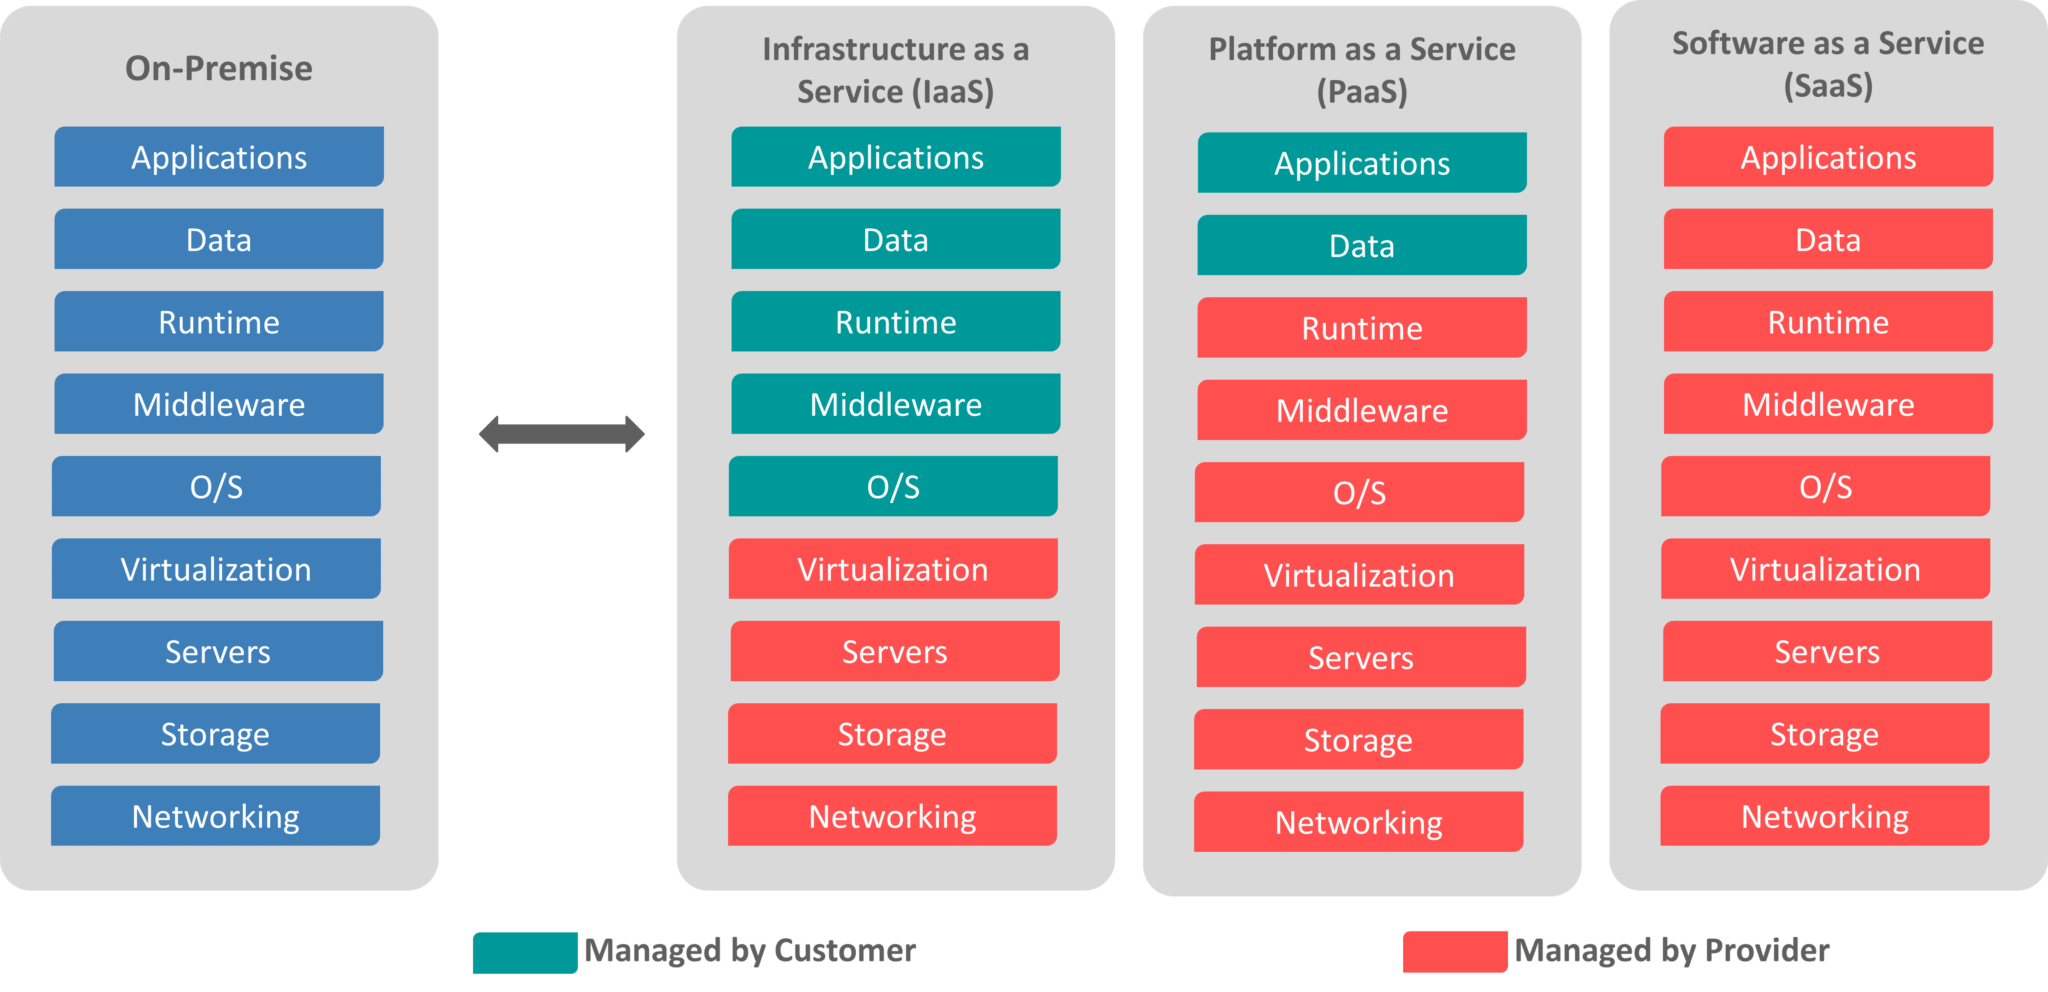 On-Premise
Applications
Data
Runtime
Middleware
O/S
Virtualization
Servers
Storage
Networking
Infrastructure as a
Service (IaaS)
Applications
Data
Runtime
Middleware
O/S
Virtualization
Servers
Storage
Networking
Platform as a Service
(PaaS)
Applications
Data
Runtime
Middleware
O/S
Virtualization
Servers
Storage
Networking
Software as a Service
(SaaS)
Applications
Data
Runtime
Middleware
O/S
Virtualization
Servers
Storage
Networking
Managed by Customer
Managed by Provider